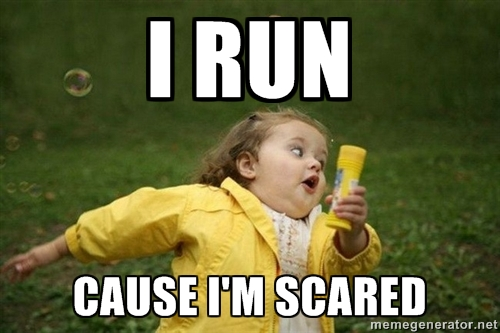 I RUN
CAUSE I'M SCARED
memegenerator.net